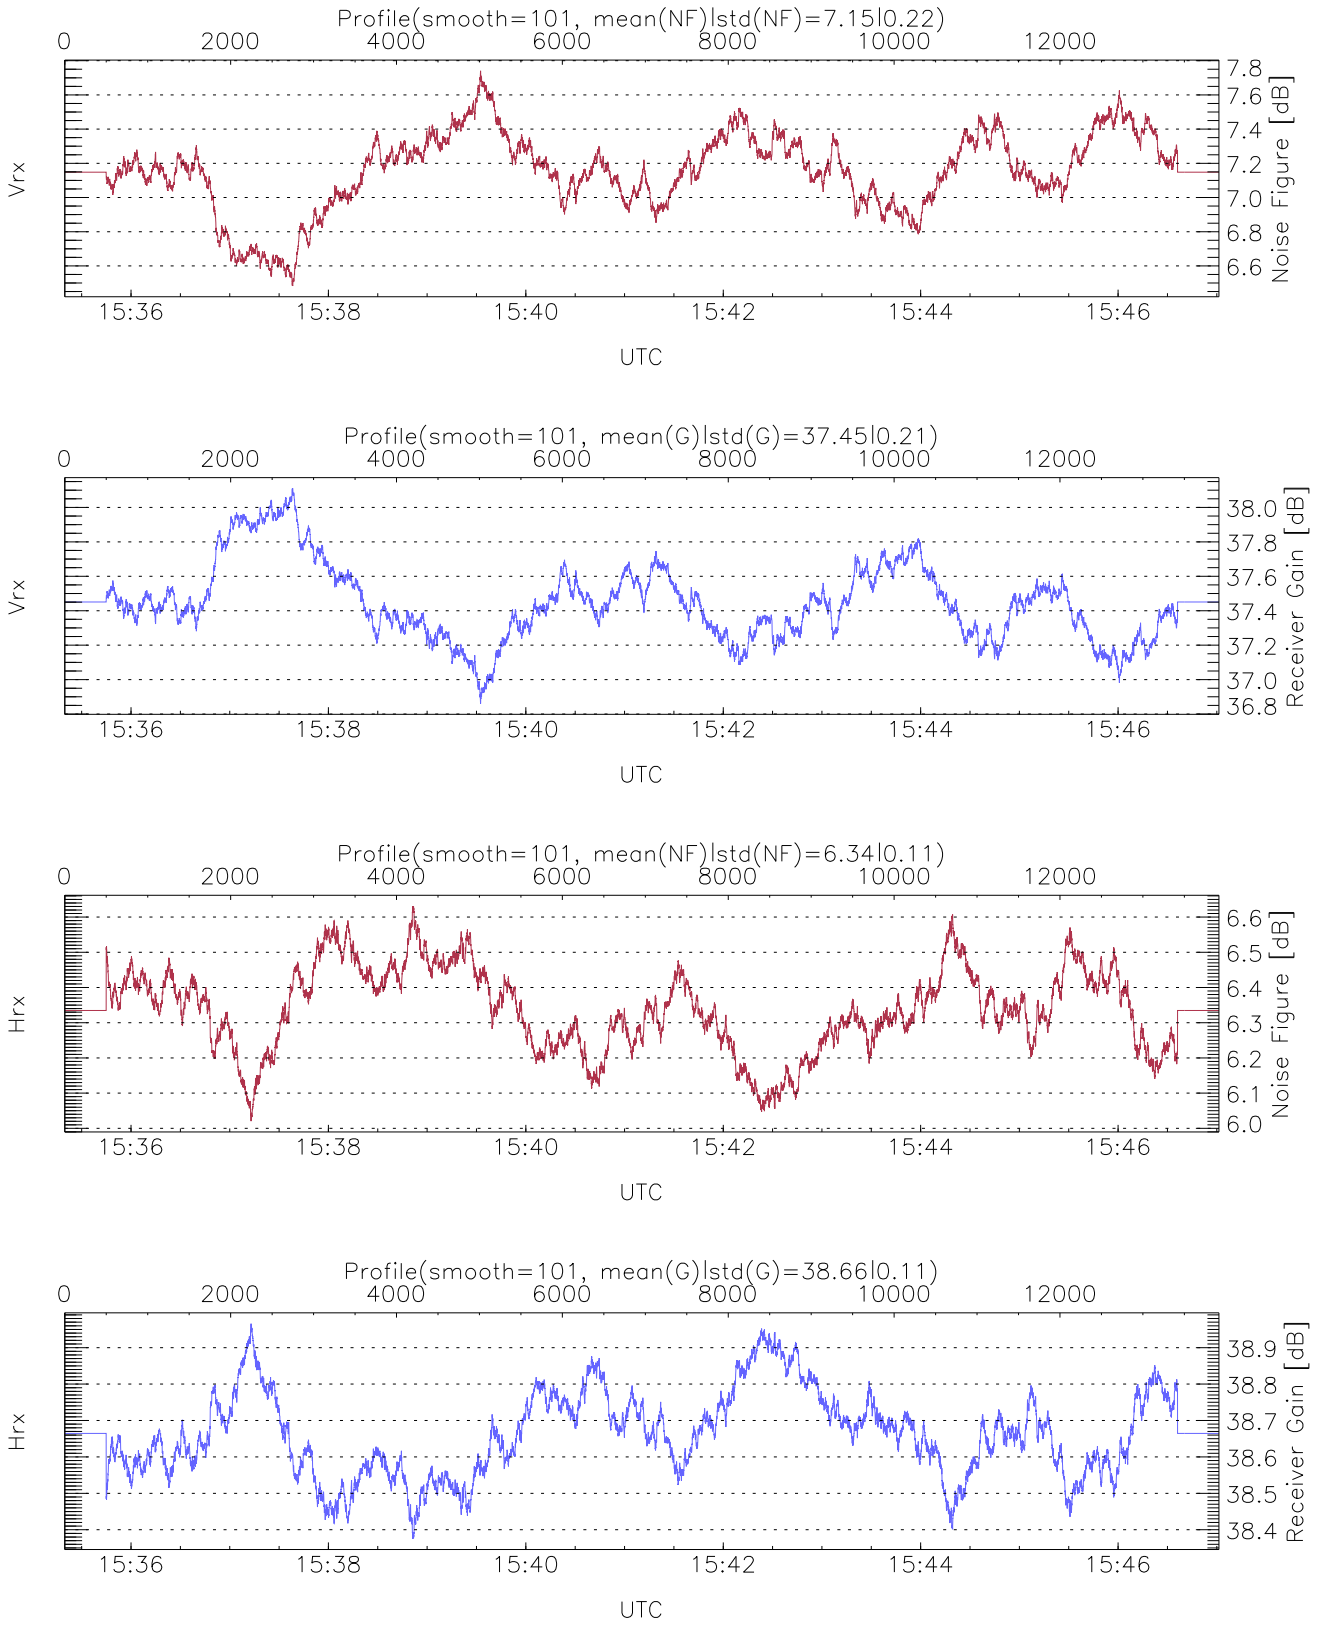 Profile(smooth=101, mean(NF)|std(NF)=7.15|0.22)
0 2000 4000 6000 8000 10000 12000
Vrx
7.8
7.6
7.4
7.2
7.0
6.8
6.6
Noise Figure [dB]
15:36 15:38 15:40 15:42 15:44 15:46
UTC
Profile(smooth=101, mean(G)|std(G)=37.45|0.21)
0 2000 4000 6000 8000 10000 12000
Vrx
38.0
37.8
37.6
37.4
37.2
37.0
36.8
Receiver Gain [dB]
15:36 15:38 15:40 15:42 15:44 15:46
UTC
Profile(smooth=101, mean(NF)|std(NF)=6.34|0.11)
0 2000 4000 6000 8000 10000 12000
Hrx
6.6
6.5
6.4
6.3
6.2
6.1
6.0
Noise Figure [dB]
15:36 15:38 15:40 15:42 15:44 15:46
UTC
Profile(smooth=101, mean(G)|std(G)=38.66|0.11)
0 2000 4000 6000 8000 10000 12000
Hrx
38.9
38.8
38.7
38.6
38.5
38.4
Receiver Gain [dB]
15:36 15:38 15:40 15:42 15:44 15:46
UTC